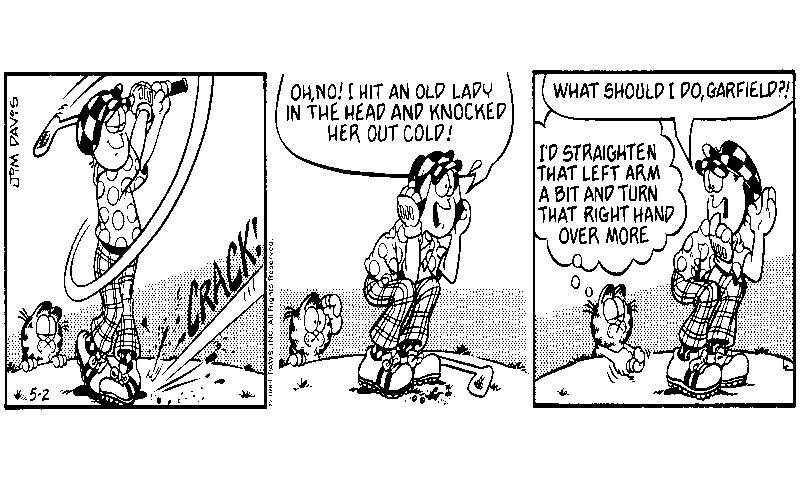 JIM DAVIS
CRACK!
5-2
OH, NO! I HIT AN OLD LADY
IN THE HEAD AND KNOCKED
HER OUT COLD!
WHAT SHOULD I DO, GARFIELD?!
I'D STRAIGHTEN
THAT LEFT ARM
A BIT AND TURN
THAT RIGHT HAND
OVER MORE